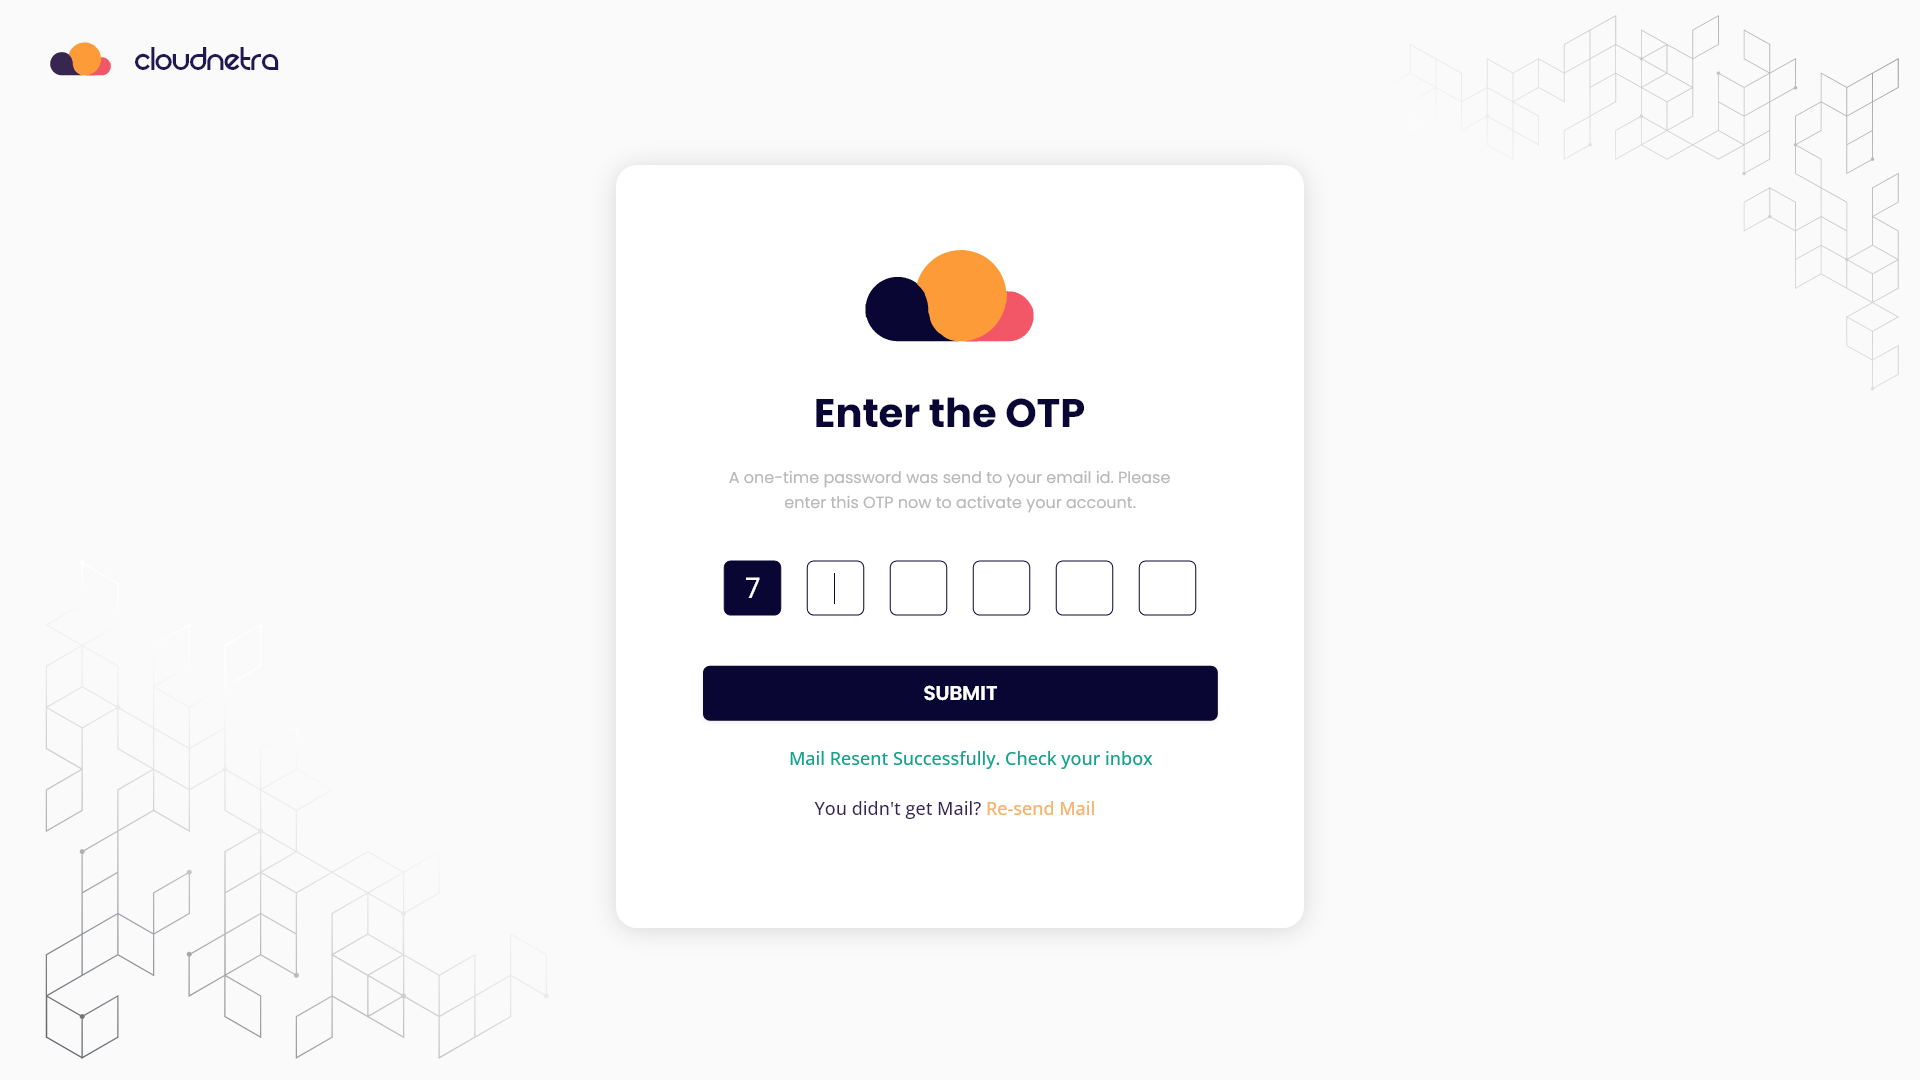 cloudnetra
Enter the OTP
A one-time password was send to your email id. Please
enter this OTP now to activate your account.
7
SUBMIT
Mail Resent Successfully. Check your inbox
You didn't get Mail? Re-send Mail